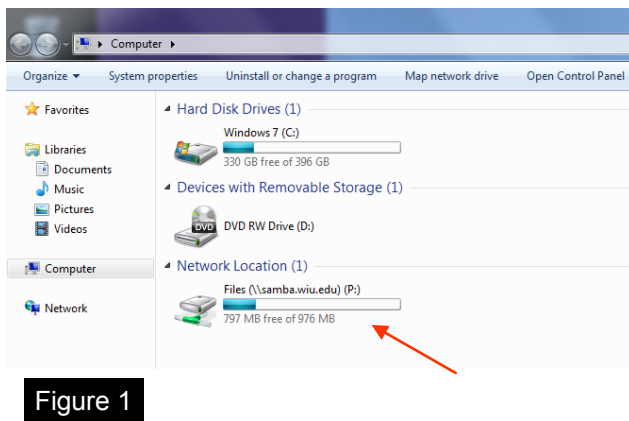 Computer
Organize System properties Uninstall or change a program Map network drive Open Control Panel
Favorites
Libraries
Documents
Music
Pictures
Videos
Computer
Network
Hard Disk Drives (1)
Windows 7 (C:)
330 GB free of 396 GB
Devices with Removable Storage (1)
DVD
DVD RW Drive (D:)
Network Location (1)
Files (\\samba.wiu.edu) (P:)
797 MB free of 976 MB
Figure 1